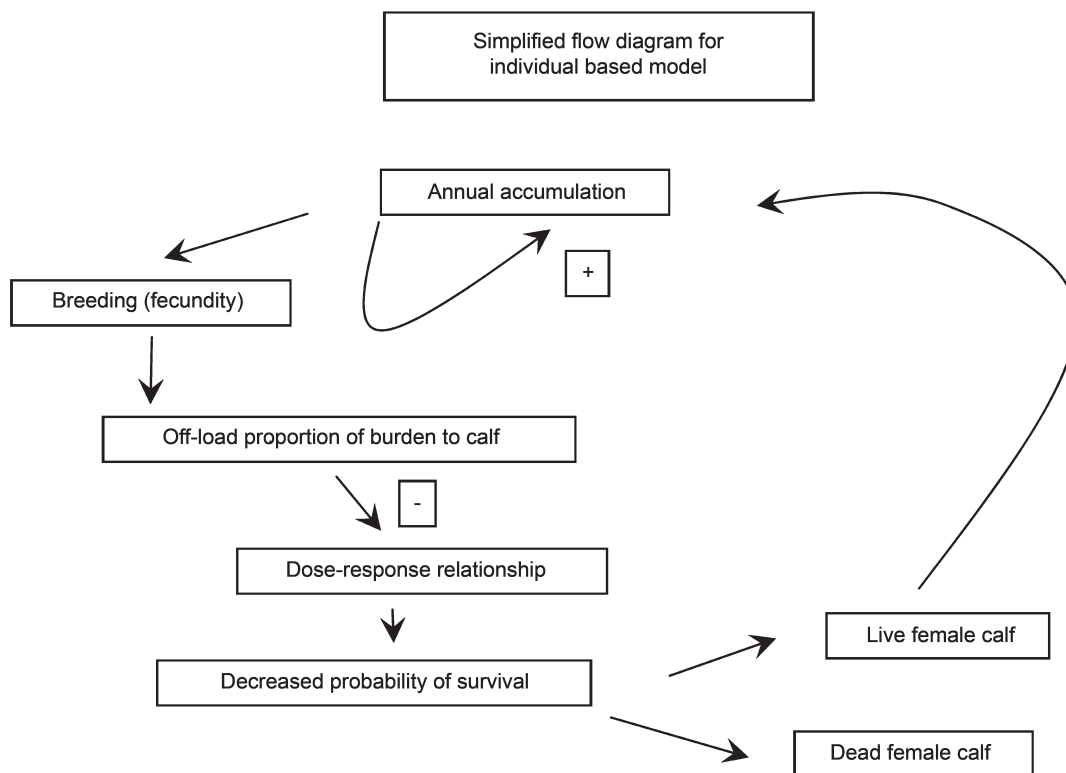 Simplified flow diagram for
individual based model
Annual accumulation
+
Breeding (fecundity)
Off-load proportion of burden to calf
-
Dose-response relationship
Live female calf
Decreased probability of survival
Dead female calf